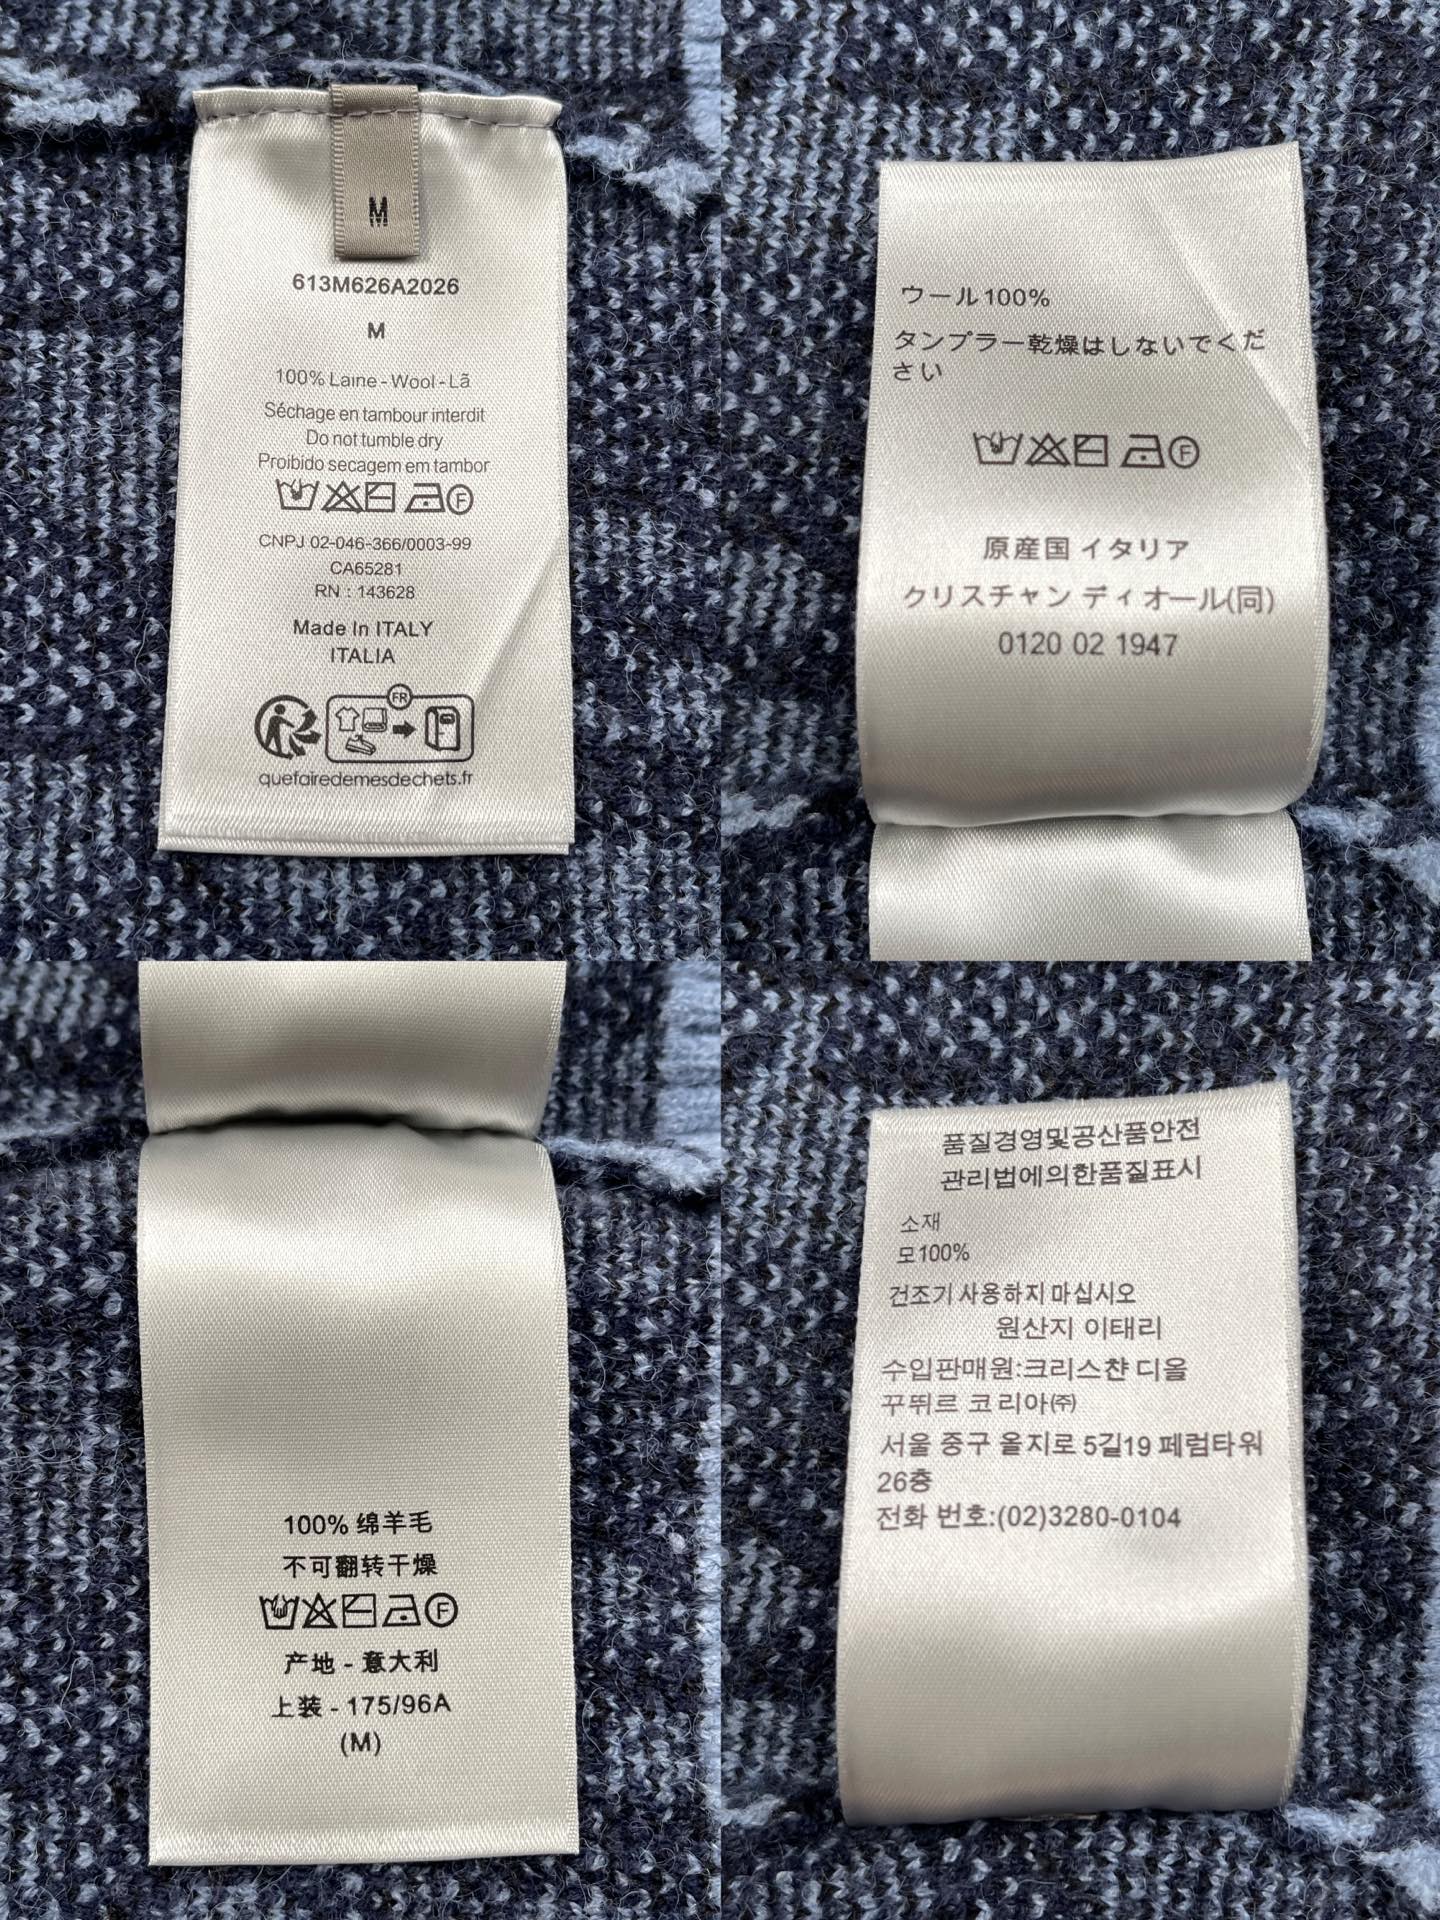 M
613M626A2026
M
100% Laine - Wool - Lã
Séchage en tambour interdit
Do not tumble dry
Proibido secagem em tambor
F
CNPJ 02-046-366/0003-99
CA65281
RN : 143628
Made In ITALY
ITALIA
FR
quefairedemesdechets.fr
ウール100%
タンプラー乾燥はしないでくだ
さい
F
原産国 イタリア
クリスチャン ディオール(同)
0120 02 1947
100% 绵羊毛
不可翻转干燥
F
产地 - 意大利
上装 - 175/96A
(M)
품질경영및공산품안전
관리법에의한품질표시
소재
모100%
건조기 사용하지 마십시오
원산지 이태리
수입판매원:크리스챤 디올
꾸뛰르 코리아㈜
서울 중구 을지로 5길19 페럼타워
26층
전화 번호:(02)3280-0104